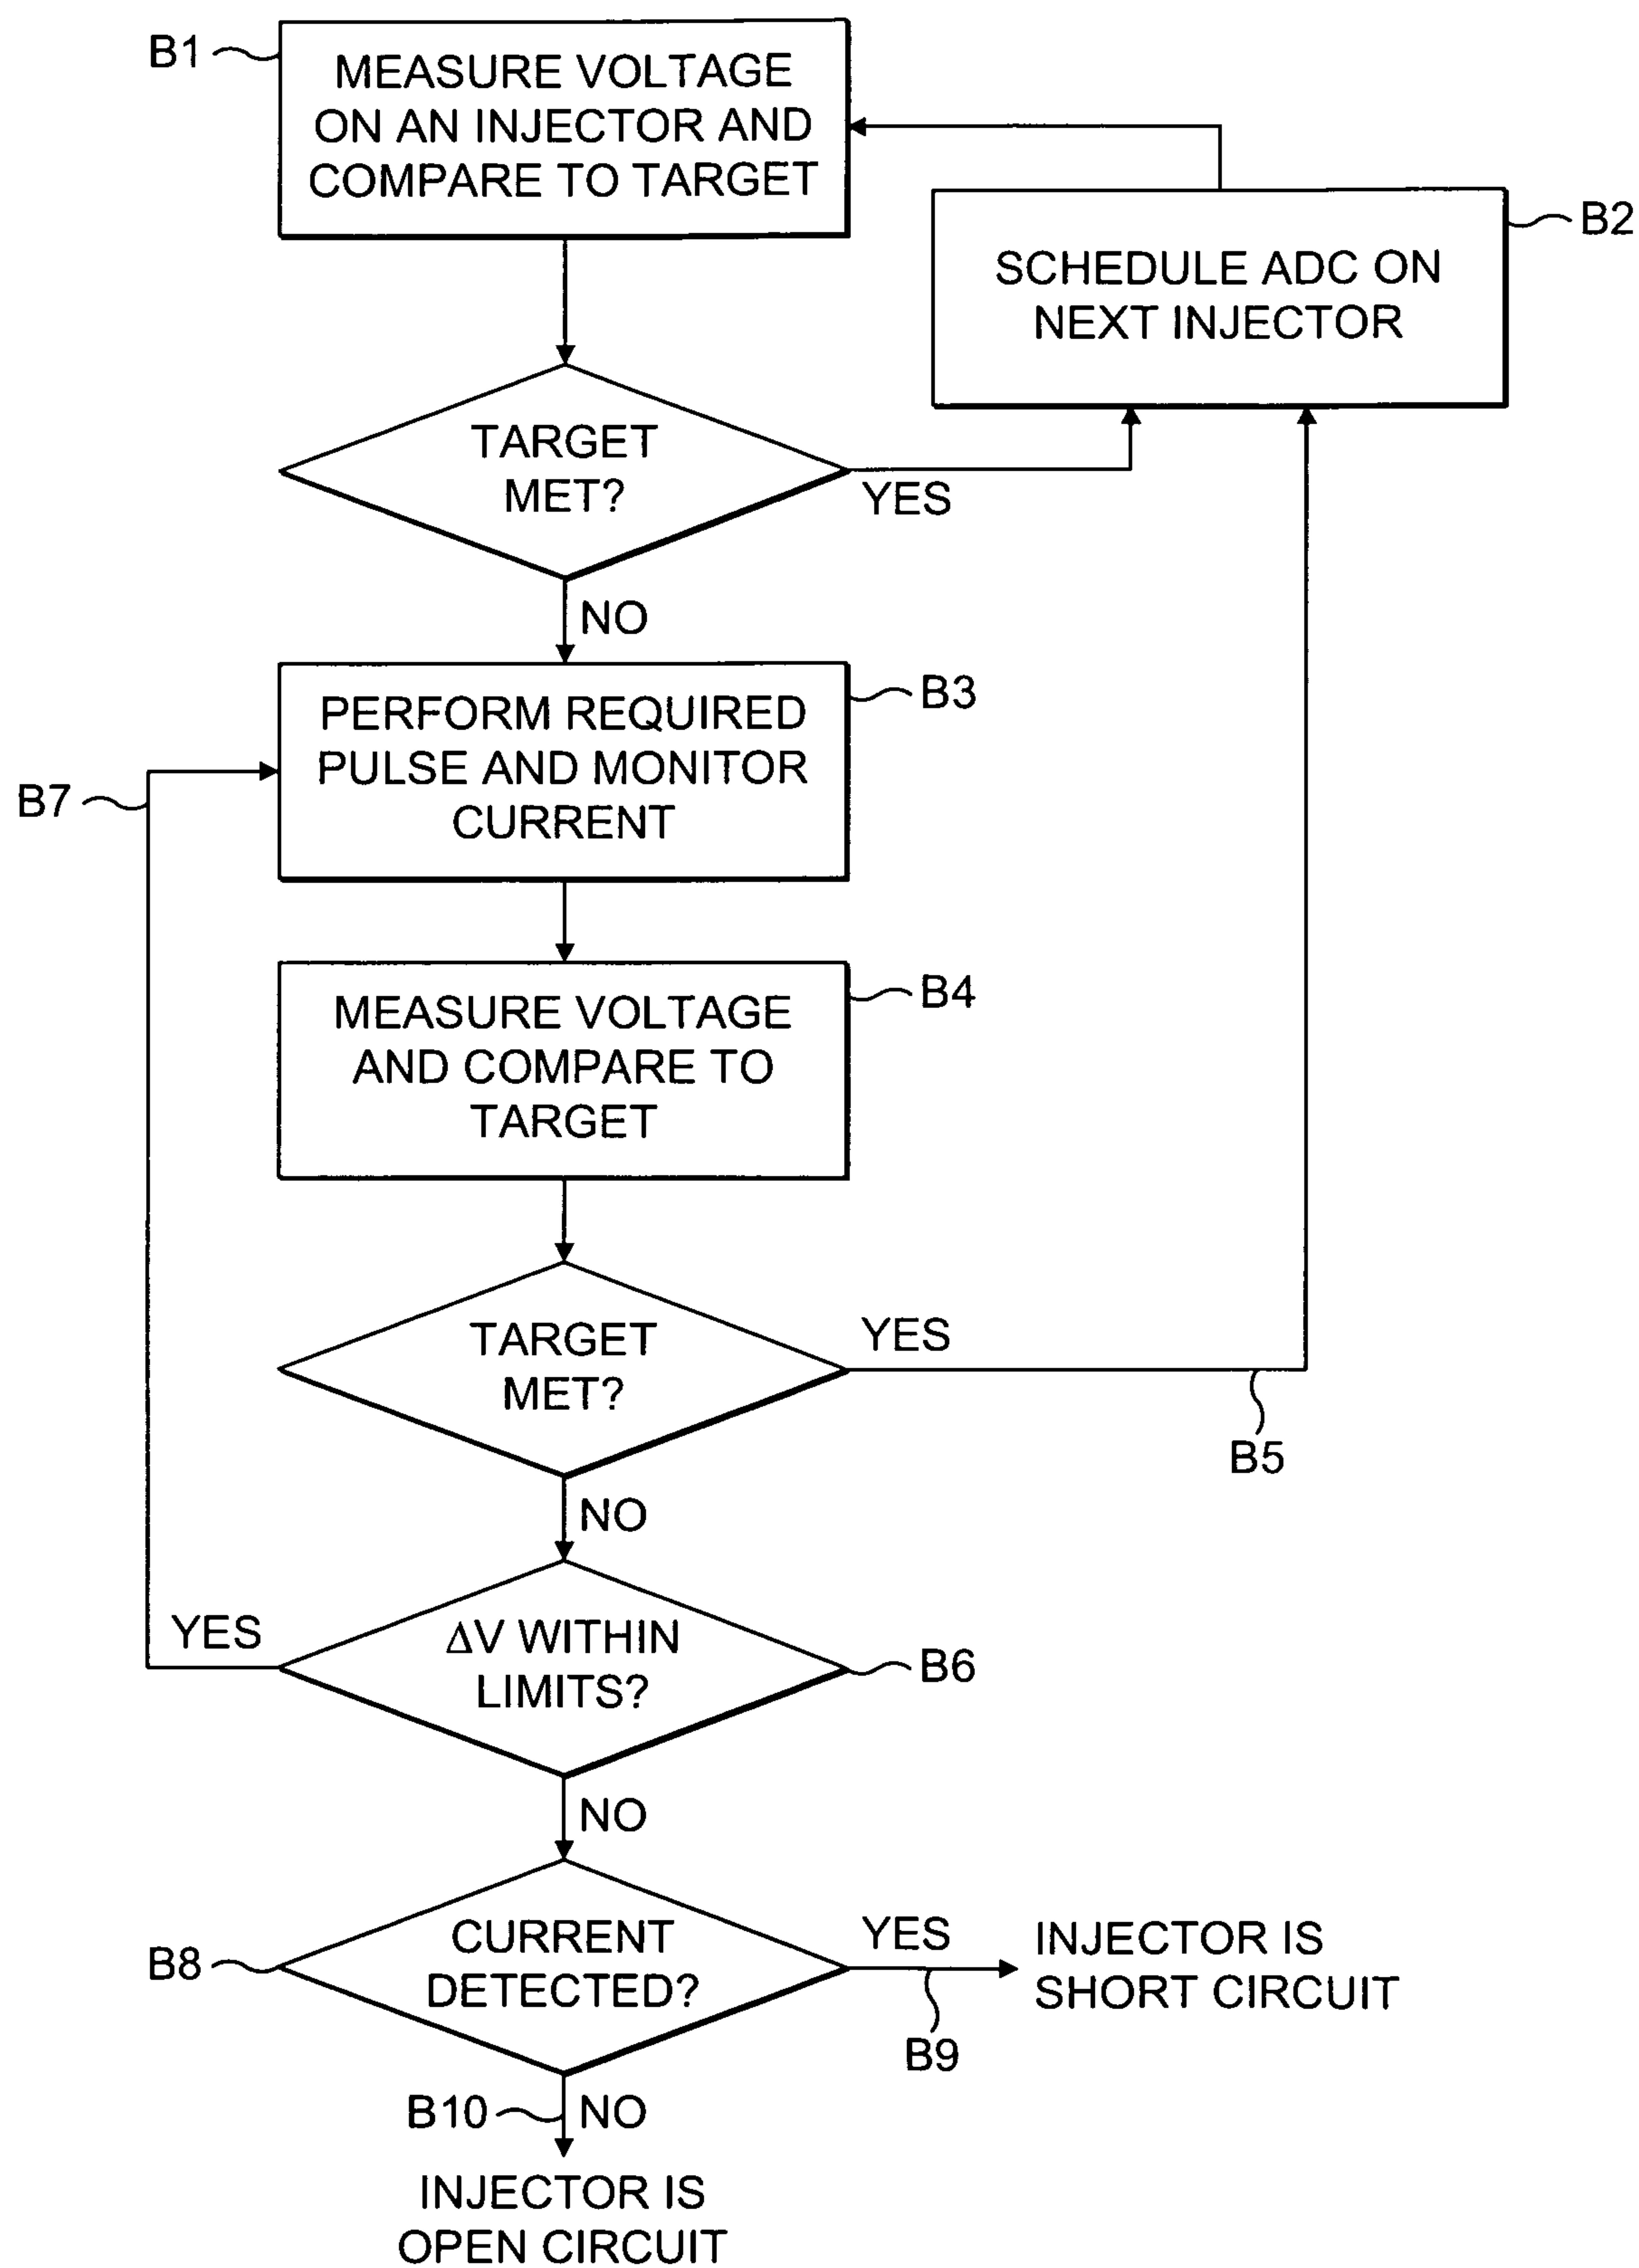 B1
MEASURE VOLTAGE
ON AN INJECTOR AND
COMPARE TO TARGET
B2
SCHEDULE ADC ON
NEXT INJECTOR
TARGET
MET?
YES
NO
B3
PERFORM REQUIRED
PULSE AND MONITOR
CURRENT
B7
B4
MEASURE VOLTAGE
AND COMPARE TO
TARGET
TARGET
MET?
YES
B5
NO
YES
ΔV WITHIN
LIMITS?
B6
NO
B8
CURRENT
DETECTED?
YES
INJECTOR IS
SHORT CIRCUIT
B9
B10
NO
INJECTOR IS
OPEN CIRCUIT